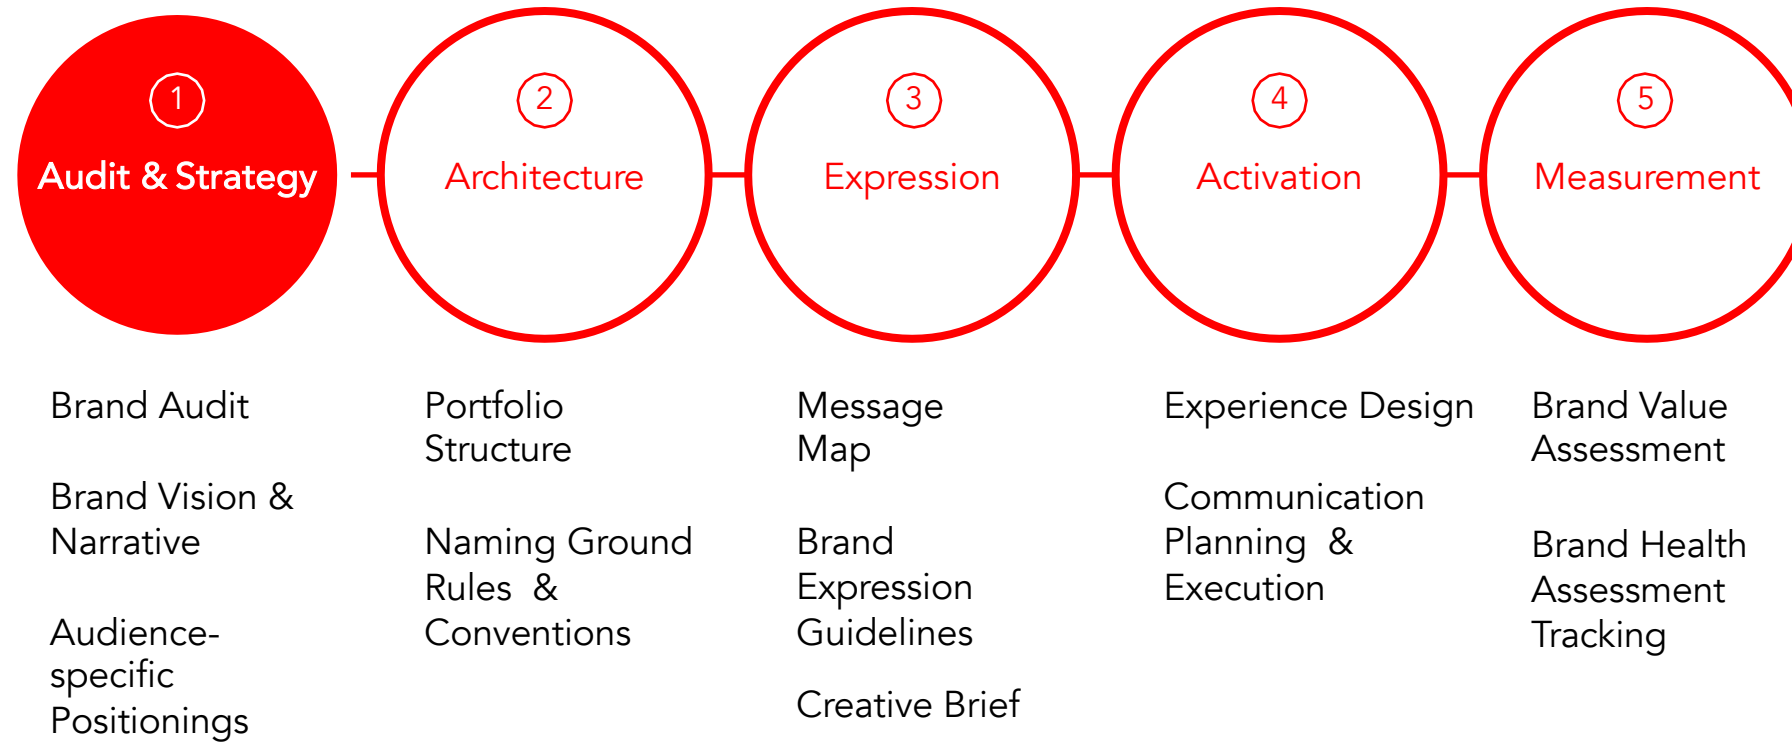 1
Audit & Strategy
2
Architecture
3
Expression
4
Activation
5
Measurement
Brand Audit
Brand Vision &
Narrative
Audience-
specific
Positionings
Portfolio
Structure
Naming Ground
Rules &
Conventions
Message
Map
Brand
Expression
Guidelines
Creative Brief
Experience Design
Communication
Planning &
Execution
Brand Value
Assessment
Brand Health
Assessment
Tracking